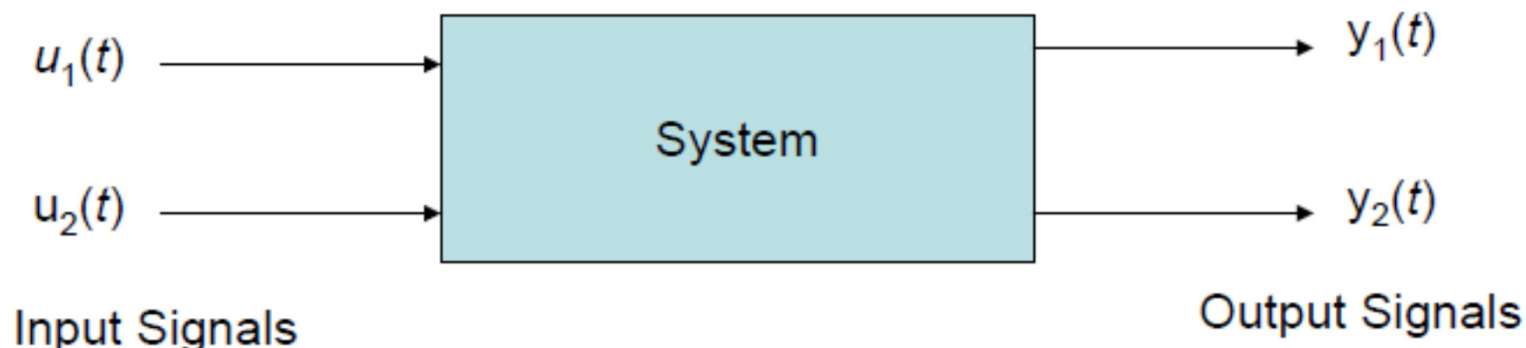 u₁(t)
y₁(t)
System
u₂(t)
y₂(t)
Input Signals
Output Signals